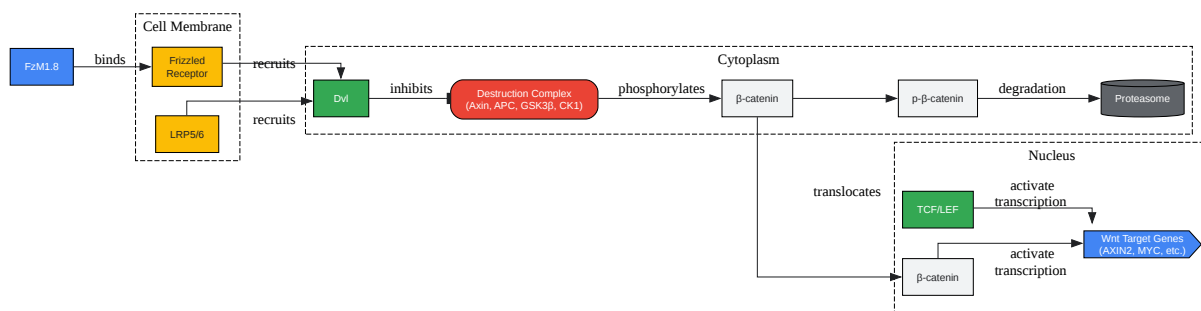 Cell Membrane
FzM1.8
binds
Frizzled
Receptor
recruits
LRP5/6
recruits
Cytoplasm
Dvl
inhibits
Destruction Complex
(Axin, APC, GSK3β, CK1)
phosphorylates
β-catenin
p-β-catenin
degradation
Proteasome
translocates
Nucleus
TCF/LEF
activate
transcription
Wnt Target Genes
(AXIN2, MYC, etc.)
β-catenin
activate
transcription